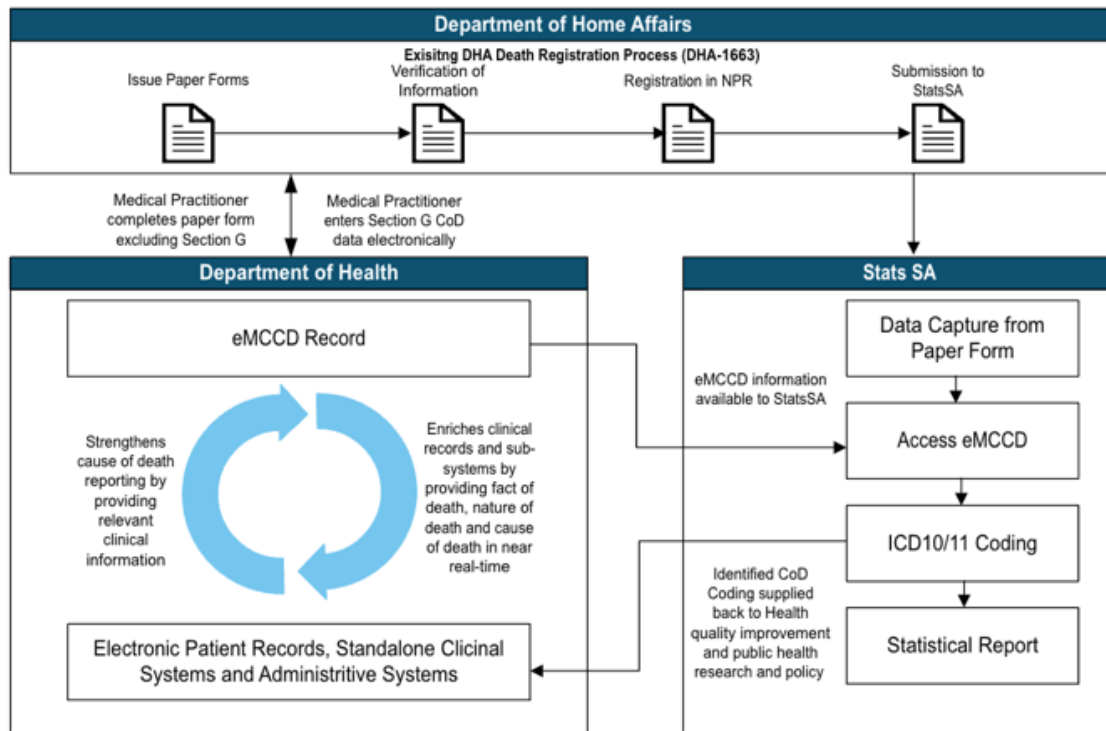 Department of Home Affairs
Exisitng DHA Death Registration Process (DHA-1663)
Issue Paper Forms
Verification of
Information
Registration in NPR
Submission to
StatsSA
Medical Practitioner
completes paper form
excluding Section G
Medical Practitioner
enters Section G CoD
data electronically
Department of Health
eMCCD Record
Strengthens
cause of death
reporting by
providing
relevant
clinical
information
Enriches clinical
records and sub-
systems by
providing fact of
death, nature of
death and cause
of death in near
real-time
Electronic Patient Records, Standalone Clicinal
Systems and Administritive Systems
Stats SA
Data Capture from
Paper Form
eMCCD information
available to StatsSA
Access eMCCD
ICD10/11 Coding
Identified CoD
Coding supplied
back to Health
quality improvement
and public health
research and policy
Statistical Report